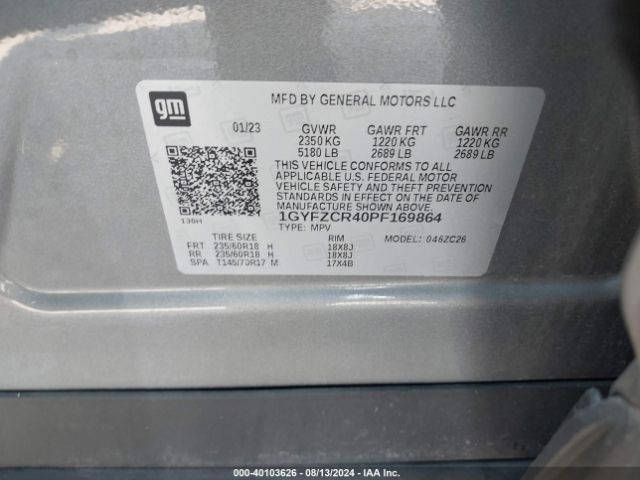 gm
MFD BY GENERAL MOTORS LLC
01/23 GVWR GAWR FRT GAWR RR
2350 KG 1220 KG 1220 KG
5180 LB 2689 LB 2689 LB
THIS VEHICLE CONFORMS TO ALL
APPLICABLE U.S. FEDERAL MOTOR
VEHICLE SAFETY AND THEFT PREVENTION
STANDARDS IN EFFECT ON THE DATE OF
MANUFACTURE SHOWN ABOVE.
1GYFZCR40PF169864
TYPE: MPV MODEL: 046ZC26
TIRE SIZE RIM
FRT 235/60R18 H 18X8J
RR 235/60R18 H 18X8J
SPA T145/70R17 M 17X4B
000-40103626 - 08/13/2024 - IAA Inc.